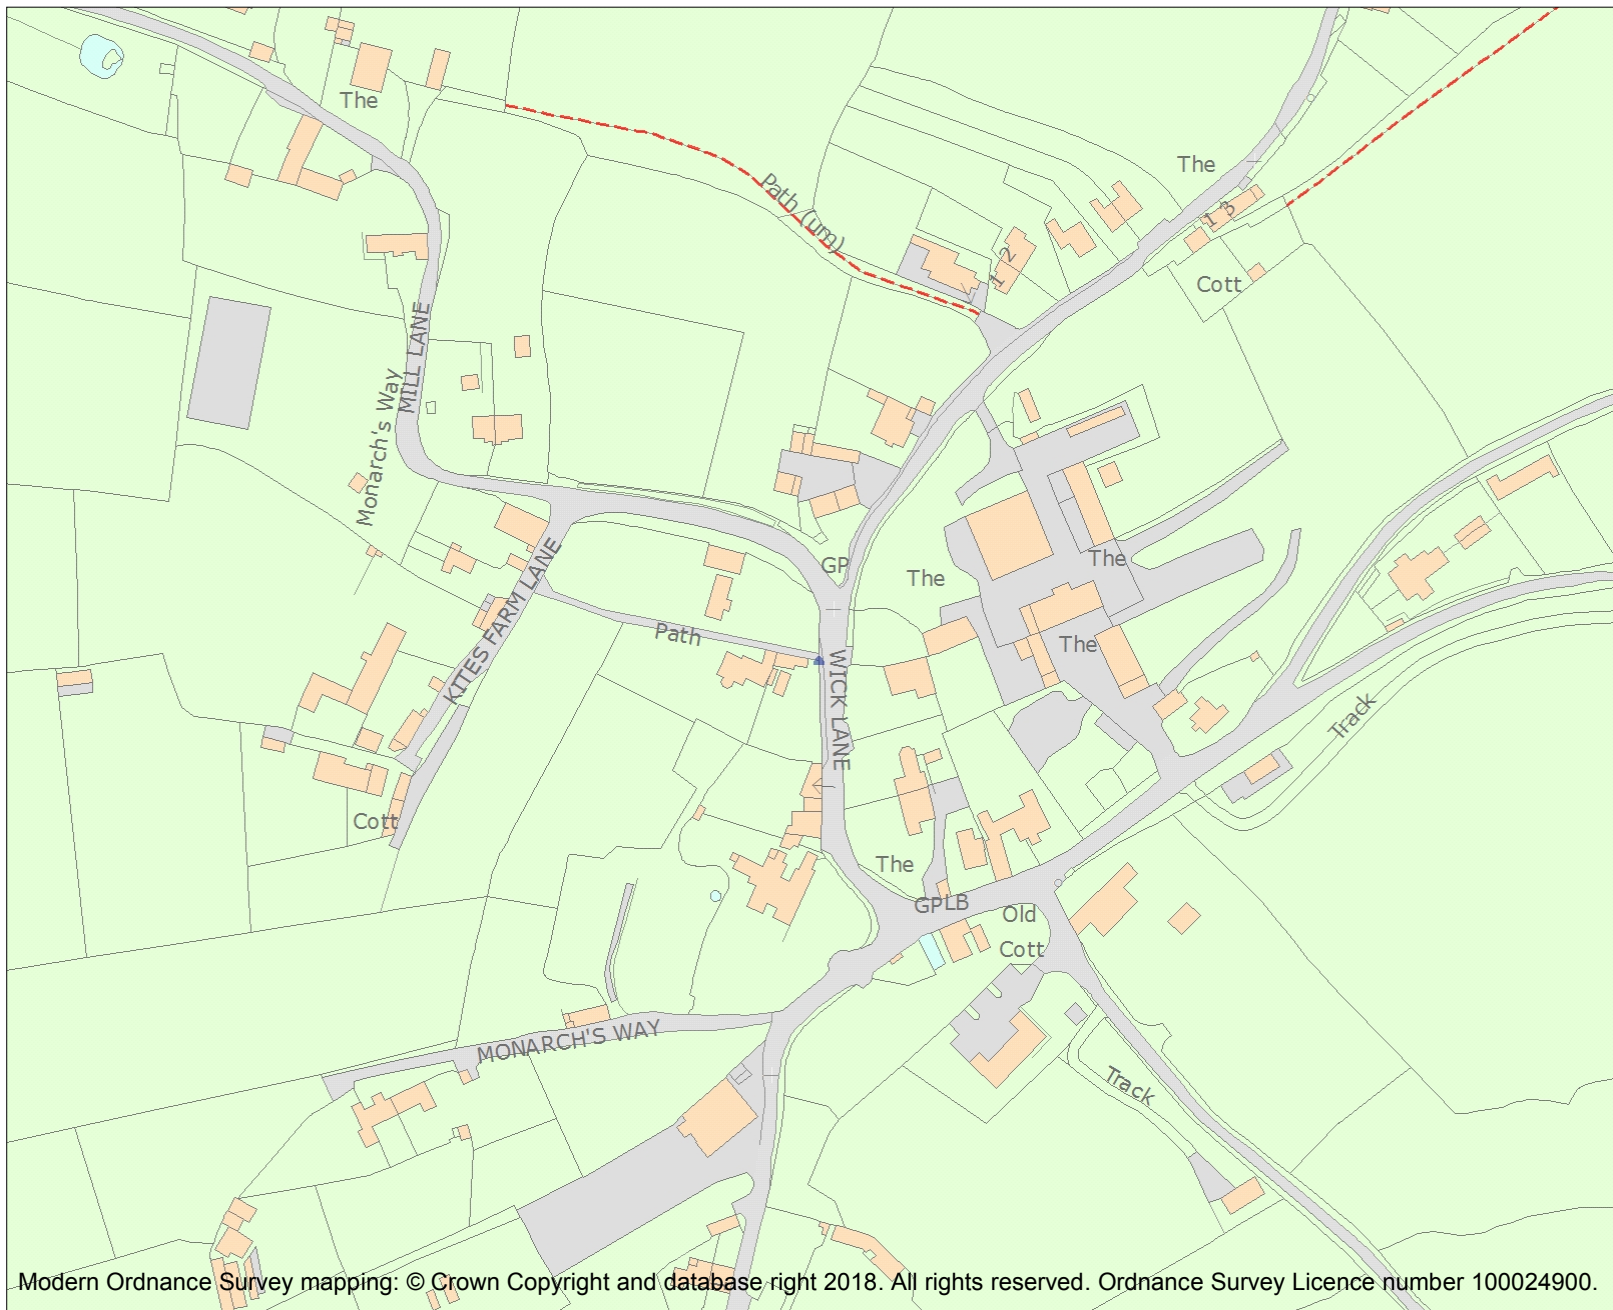 The
The
Path (um)
1 3
2
1
Cott
MILL LANE
Monarch's Way
GP
The
The
KITES FARM LANE
Path
The
WICK LANE
Track
Cott
The
GP
LB
Old
Cott
MONARCH'S WAY
Track
Modern Ordnance Survey mapping: © Crown Copyright and database right 2018. All rights reserved. Ordnance Survey Licence number 100024900.